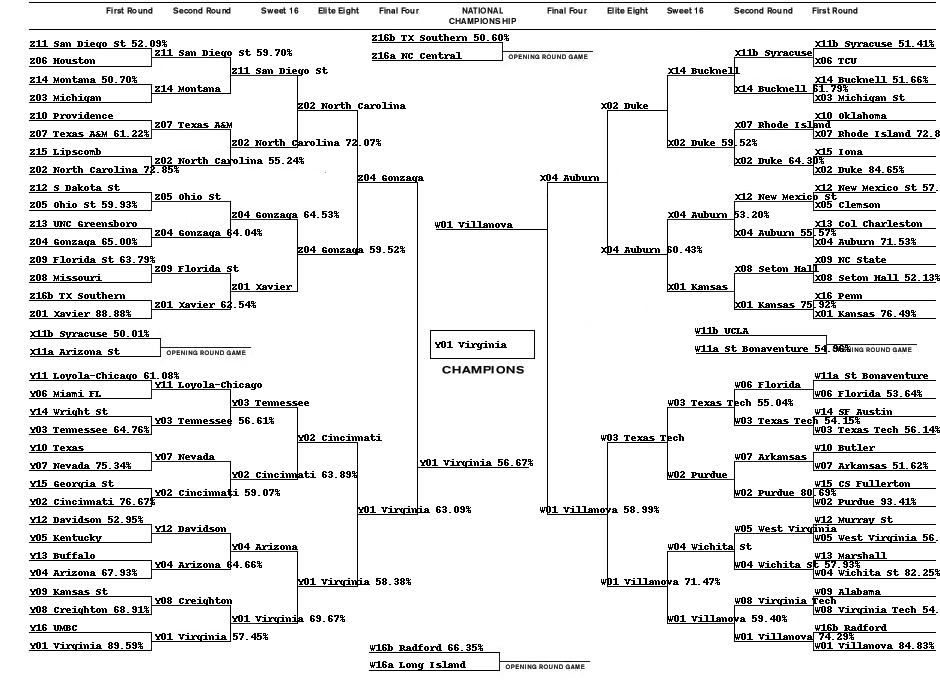 First Round Second Round Sweet 16 Elite Eight Final Four NATIONAL CHAMPIONSHIP Final Four Elite Eight Sweet 16 Second Round First Round
Z16b TX Southern 50.60%
Z16a NC Central
OPENING ROUND GAME
Z11 San Diego St 52.09%
Z06 Houston
Z14 Montana 50.70%
Z03 Michigan
Z10 Providence
Z07 Texas A&M 61.22%
Z15 Lipscomb
Z02 North Carolina 72.85%
Z12 S Dakota St
Z05 Ohio St 59.93%
Z13 UNC Greensboro
Z04 Gonzaga 65.00%
Z09 Florida St 63.79%
Z08 Missouri
Z16b TX Southern
Z01 Xavier 88.88%
Z11 San Diego St 59.70%
Z14 Montana
Z07 Texas A&M
Z02 North Carolina 55.24%
Z05 Ohio St
Z04 Gonzaga 64.04%
Z09 Florida St
Z01 Xavier 62.54%
Z11 San Diego St
Z02 North Carolina 72.07%
Z04 Gonzaga 64.53%
Z01 Xavier
Z02 North Carolina
Z04 Gonzaga 59.52%
Z04 Gonzaga
X11b Syracuse 50.01%
X11a Arizona St
OPENING ROUND GAME
Y11 Loyola-Chicago 61.08%
Y06 Miami FL
Y14 Wright St
Y03 Tennessee 64.76%
Y10 Texas
Y07 Nevada 75.34%
Y15 Georgia St
Y02 Cincinnati 76.67%
Y12 Davidson 52.95%
Y05 Kentucky
Y13 Buffalo
Y04 Arizona 67.93%
Y09 Kansas St
Y08 Creighton 68.91%
Y16 UMBC
Y01 Virginia 89.59%
Y11 Loyola-Chicago
Y03 Tennessee 56.61%
Y07 Nevada
Y02 Cincinnati 59.07%
Y12 Davidson
Y04 Arizona 64.66%
Y08 Creighton
Y01 Virginia 57.45%
Y03 Tennessee
Y02 Cincinnati 63.89%
Y04 Arizona
Y01 Virginia 69.67%
Y02 Cincinnati
Y01 Virginia 58.38%
Y01 Virginia 63.09%
Y01 Virginia 56.67%
W01 Villanova
Y01 Virginia
CHAMPIONS
X04 Auburn
W01 Villanova 58.99%
X02 Duke
X04 Auburn 60.43%
X14 Bucknell
X02 Duke 59.52%
X04 Auburn 53.20%
X01 Kansas
X11b Syracuse
X14 Bucknell 61.79%
X07 Rhode Island
X02 Duke 64.30%
X12 New Mexico St
X04 Auburn 55.57%
X08 Seton Hall
X01 Kansas 75.92%
X11b Syracuse 51.41%
X06 TCU
X14 Bucknell 51.66%
X03 Michigan St
X10 Oklahoma
X07 Rhode Island 72.8
X15 Iona
X02 Duke 84.65%
X12 New Mexico St 57.
X05 Clemson
X13 Col Charleston
X04 Auburn 71.53%
X09 NC State
X08 Seton Hall 52.13%
X16 Penn
X01 Kansas 76.49%
W11b UCLA
W11a St Bonaventure 54.96%
OPENING ROUND GAME
W03 Texas Tech
W01 Villanova 71.47%
W03 Texas Tech 55.04%
W02 Purdue
W04 Wichita St
W01 Villanova 59.40%
W06 Florida
W03 Texas Tech 54.15%
W07 Arkansas
W02 Purdue 80.69%
W05 West Virginia
W04 Wichita St 57.93%
W08 Virginia Tech
W01 Villanova 74.29%
W11a St Bonaventure
W06 Florida 53.64%
W14 SF Austin
W03 Texas Tech 56.14%
W10 Butler
W07 Arkansas 51.62%
W15 CS Fullerton
W02 Purdue 93.41%
W12 Murray St
W05 West Virginia 56.
W13 Marshall
W04 Wichita St 82.25%
W09 Alabama
W08 Virginia Tech 54.
W16b Radford
W01 Villanova 84.83%
W16b Radford 66.35%
W16a Long Island
OPENING ROUND GAME